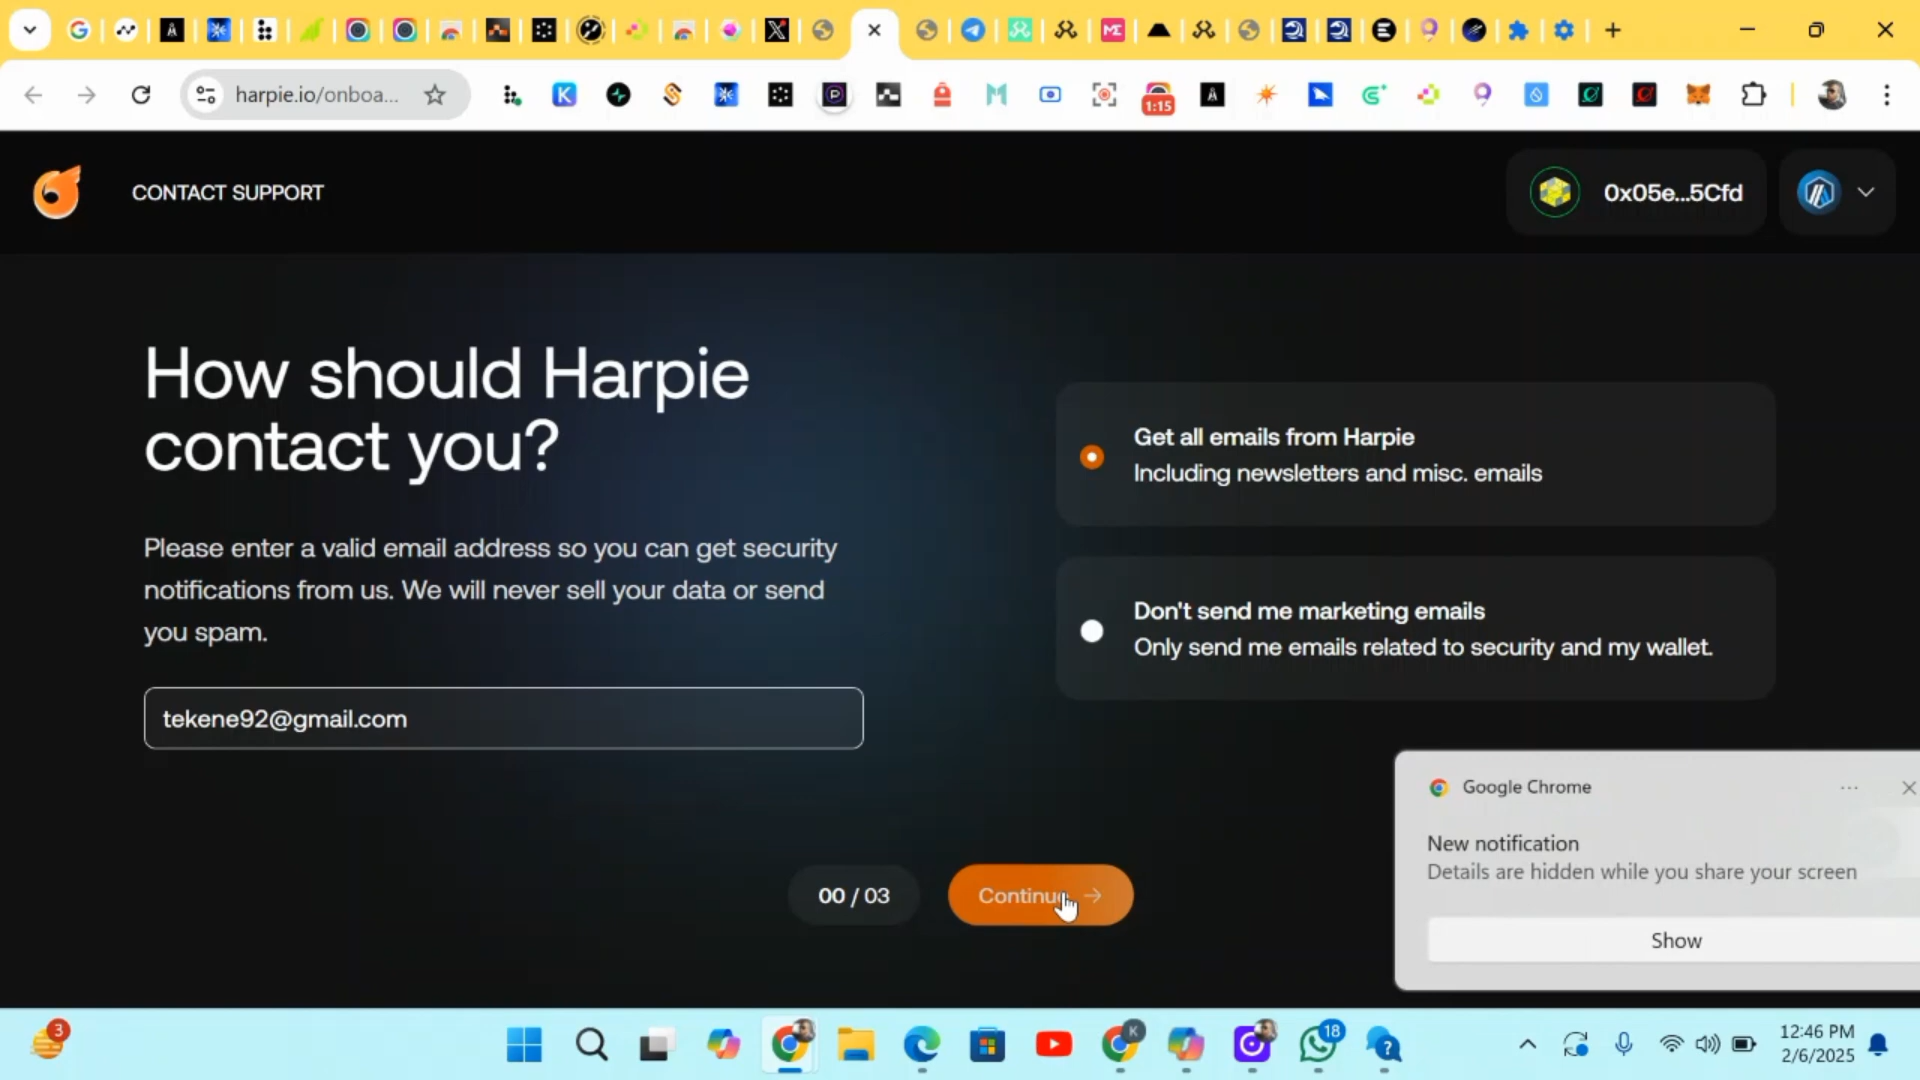 harpie.io/onboa...
1:15
CONTACT SUPPORT
0x05e...5Cfd
How should Harpie
contact you?
Please enter a valid email address so you can get security
notifications from us. We will never sell your data or send
you spam.
tekene92@gmail.com
Get all emails from Harpie
Including newsletters and misc. emails
Don't send me marketing emails
Only send me emails related to security and my wallet.
00 / 03
Continue
Google Chrome
New notification
Details are hidden while you share your screen
Show
3
K
18
12:46 PM
2/6/2025